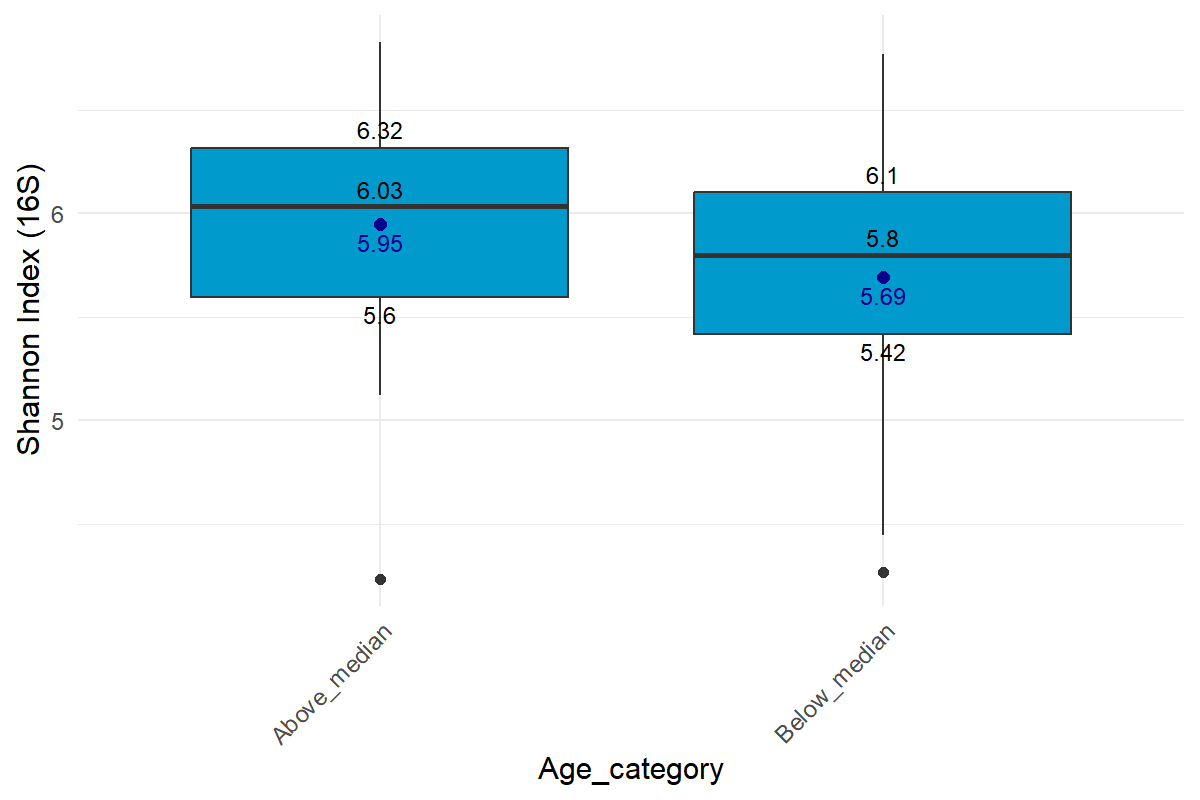 Shannon Index (16S)
6
5
6.32
6.03
5.95
5.6
6.1
5.8
5.69
5.42
Above_median
Below_median
Age_category